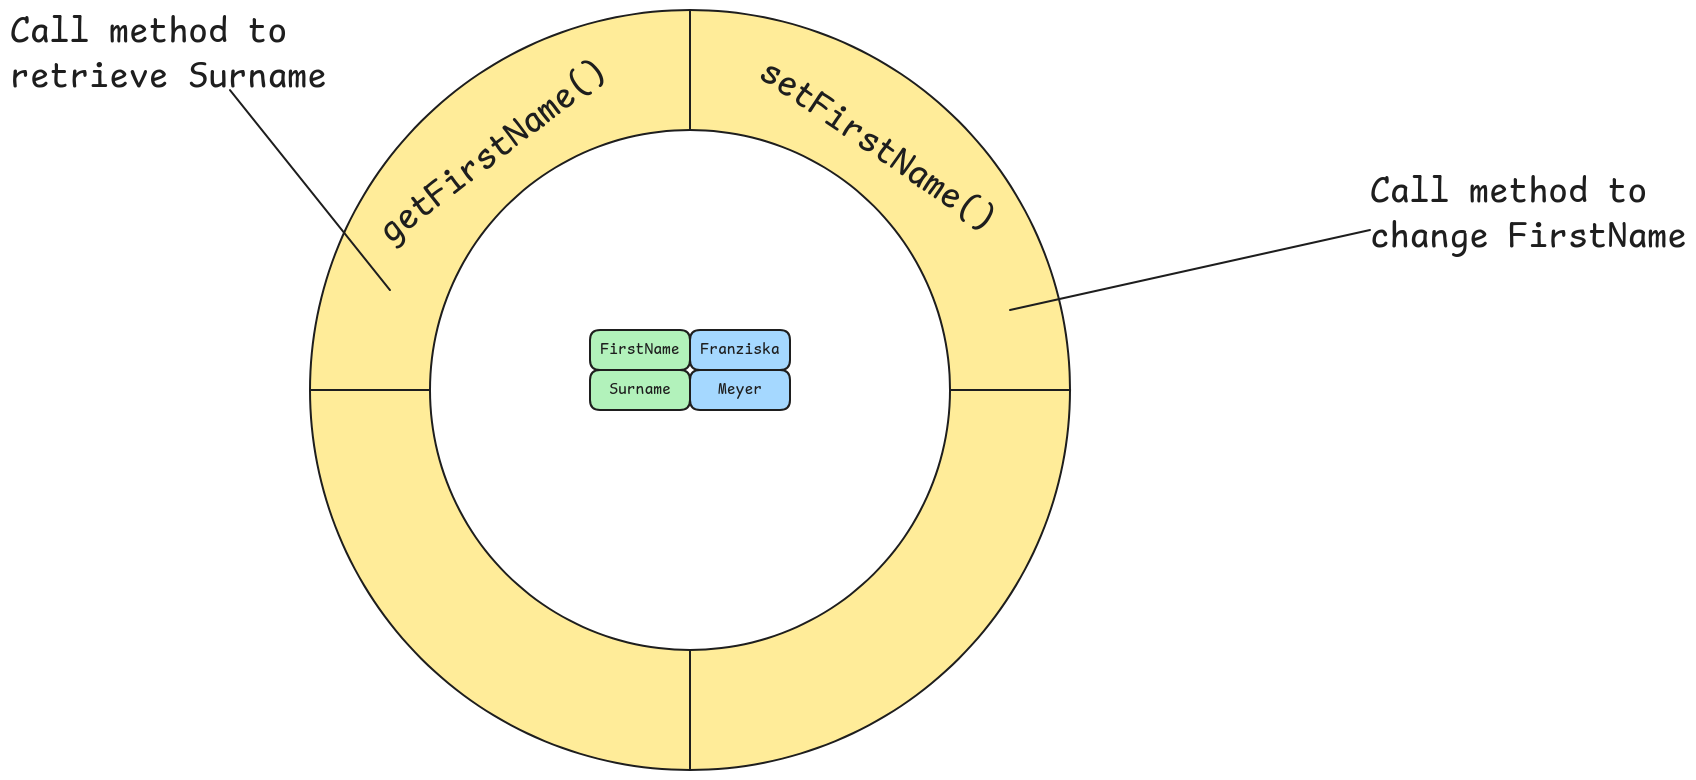 Call method to
retrieve Surname
getFirstName()
setFirstName()
Call method to
change FirstName
FirstName Franziska
Surname Meyer